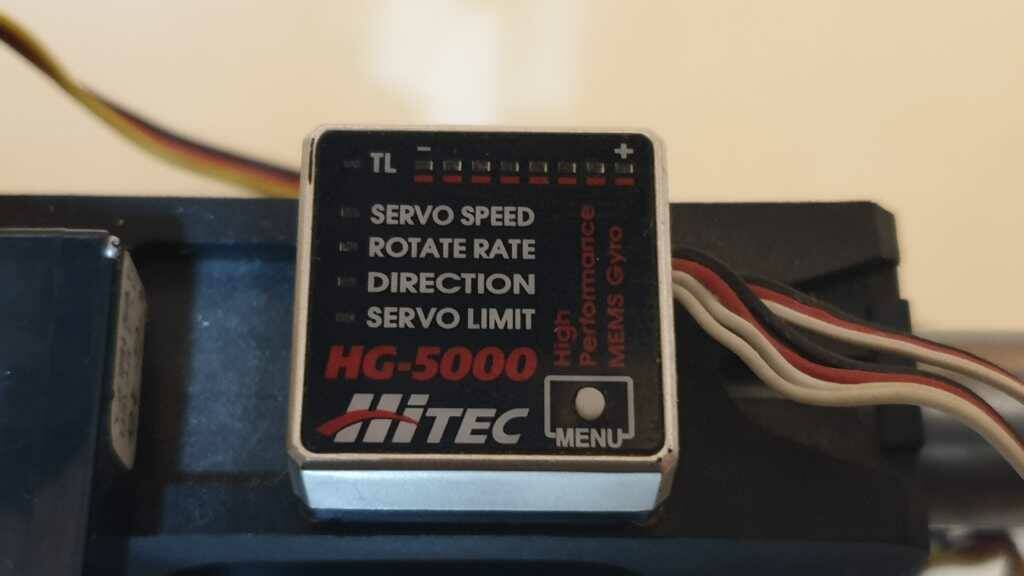 TL - +
SERVO SPEED
ROTATE RATE
DIRECTION
SERVO LIMIT
High
Performance
MEMS Gyro
HG-5000
HiTEC
MENU